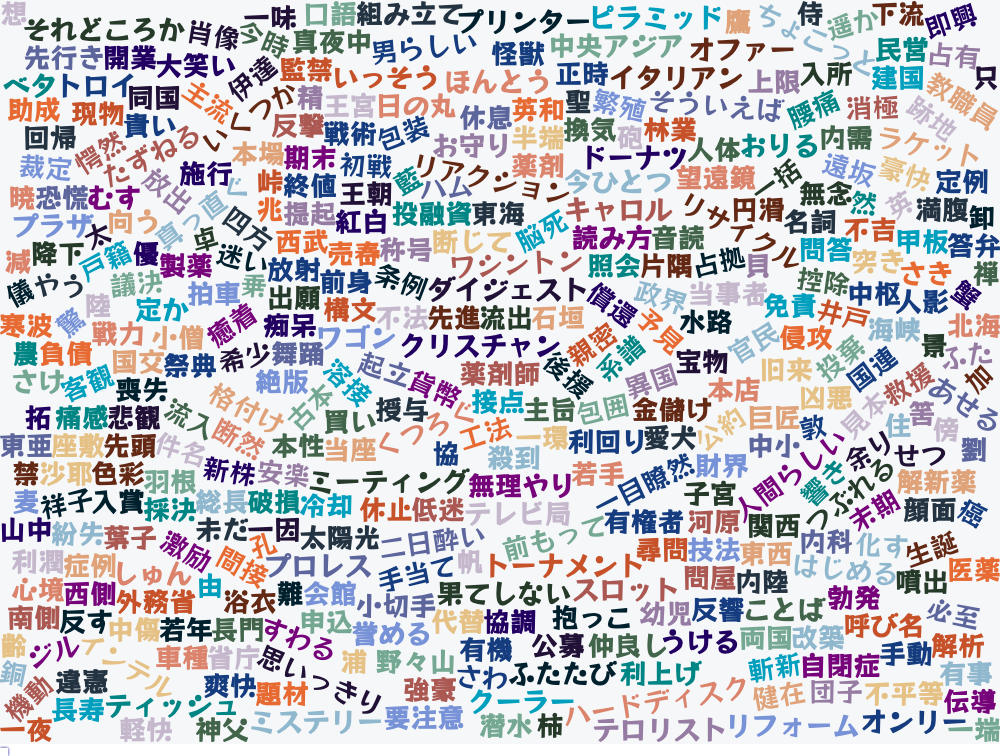 想 それどころか 肖像 一味 口語 組み立て プリンター ピラミッド 鷹 ちょこっと 侍 遥か 下流 即興
今時 真夜中 男らしい 怪獣 中央アジア オファー 民営 占有
先行き 開業 大笑い 伊達 監禁 いっそう ほんとう 正時 イタリアン 上限 入所 建国 教職員 只
ベタ トロイ 同国 主流 いくつか 精 王宮 日の丸 休息 英和 聖 繁殖 そういえば 腰痛 消極 跡地
助成 現物 貴い 反撃 戦術 包装 お守り 半端 換気 砲 林業 内需 ラケット
回帰 愕然 たずねる 本場 期末 初戦 リアクション 薬剤 ドーナツ 人体 おりる
裁定 放出 施行 峠 終値 王朝 藍 ハム 今ひとつ 望遠鏡 一括 遠坂 豪快 定例
暁 恐慌 むす 兆 提起 紅白 投融資 東海 キャロル リサイクル 円滑 無念 然 満腹 卸
プラザ 太 向う 真っ直ぐ 卓 四方 西武 売春 称号 断じて 脳死 読み方 音読 名詞 不吉 甲板 答弁
減 降下 戸籍 優 製薬 迷い 放射 前身 条例 ワシントン 照会 片隅 占拠 貝 問答 突き さき 禅
儀 やう 議決 拍車 乗 出願 ダイジェスト 償還 政界 当事者 控除 中枢 人影 蟹
陸 定か 癒着 構文 不法 先進 流出 石垣 予見 水路 免責 井戸
寒波 驚 戦力 小僧 痴呆 ワゴン クリスチャン 親密 官民 侵攻 海峡 北海
農 負債 国交 祭典 希少 舞踊 溶接 起立 貨幣 薬剤師 後援 系譜 異国 宝物 旧来 投薬 国連 景 ふた
さけ 客観 喪失 絶版 本店 凶悪 救援 加
拓 痛感 悲観 流入 格付け 古本 買い 授与 接点 主旨 包囲 金儲け 公約 巨匠 敦 見本 住 答 傍 あせる
東亜 座敷 先頭 件名 断然 本性 当座 くつろぐ 協 工法 一環 利回り 愛犬 中小 人間らしい 余り せつ 劉
禁 沙耶 色彩 羽根 新株 安楽 ミーティング 殺到 無理やり 若手 一目瞭然 財界 響き つぶれる 解新薬
麦 祥子 入賞 採決 総長 破損 冷却 休止 低迷 テレビ局 子宮 末期 顔面 癌
山中 紛失 葉子 未だ 一因 太陽光 二日酔い 前もって 有権者 河原 関西
利潤 症例 激励 間接 孔 プロレス 帆 トーメント 尋問 技法 東西 内科 化す 生誕
心境 しゅん 由 手当て 問屋 内陸 はじめる 噴出 医薬
西側 外務省 浴衣 難 会館 小切手 果てしない スロット 勃発 必至
南側 反す 中傷 若年 長門 すわる 申込 誉める 代替 協調 抱っこ 幼児 反響 ことば 呼び名
齢 ジル インテル 車種 省庁 思いっきり 浦 野々山 有機 公募 仲良し うける 両国 改築 手動 解析
銅 機動 違憲 爽快 題材 強豪 さわ ふたたび 利上げ 斬新 自閉症 有事
長寿 ティッシュ クーラー ハードディスク 健在 団子 不平等 伝導
一夜 軽快 神父 ミステリー 要注意 潜水 柿 テロリスト リフォーム オンリー 一端